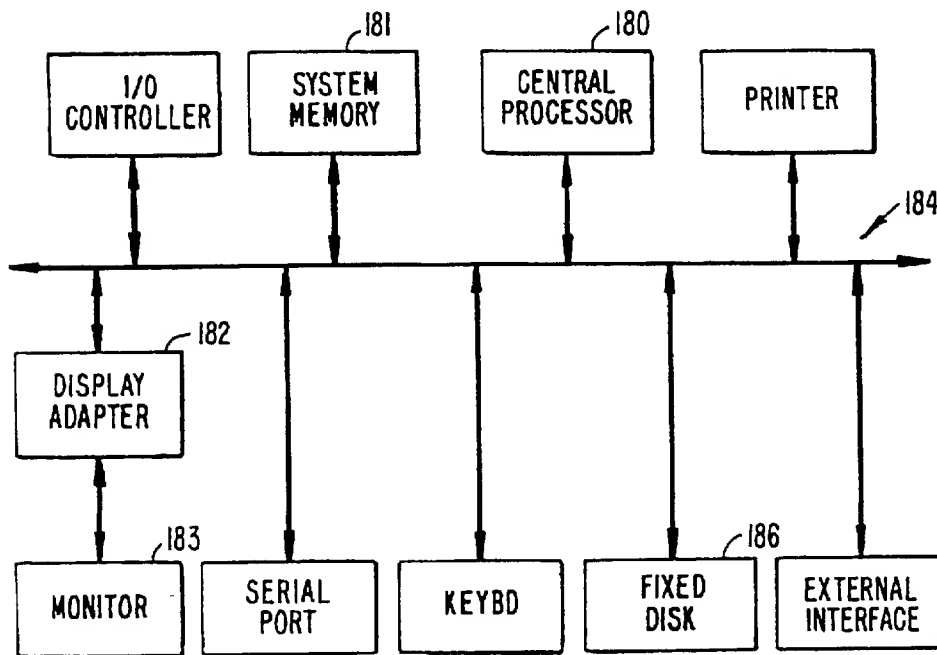 181
180
I/O
CONTROLLER
SYSTEM
MEMORY
CENTRAL
PROCESSOR
PRINTER
184
182
DISPLAY
ADAPTER
183
186
MONITOR
SERIAL
PORT
KEYBD
FIXED
DISK
EXTERNAL
INTERFACE